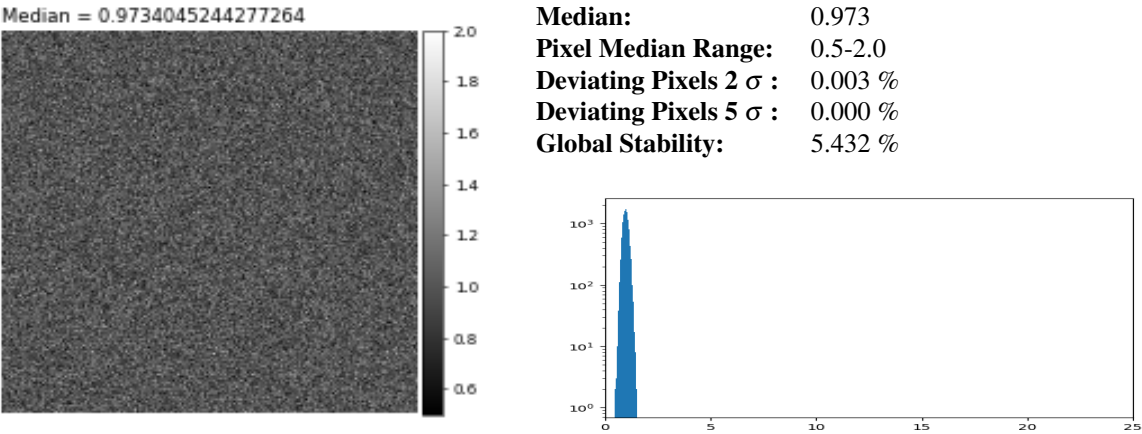 Median = 0.9734045244277264
2.0
1.8
1.6
1.4
1.2
1.0
0.8
0.6
Median: 0.973
Pixel Median Range: 0.5-2.0
Deviating Pixels 2 σ : 0.003 %
Deviating Pixels 5 σ : 0.000 %
Global Stability: 5.432 %
10³
10²
10¹
10⁰
0 5 10 15 20 25